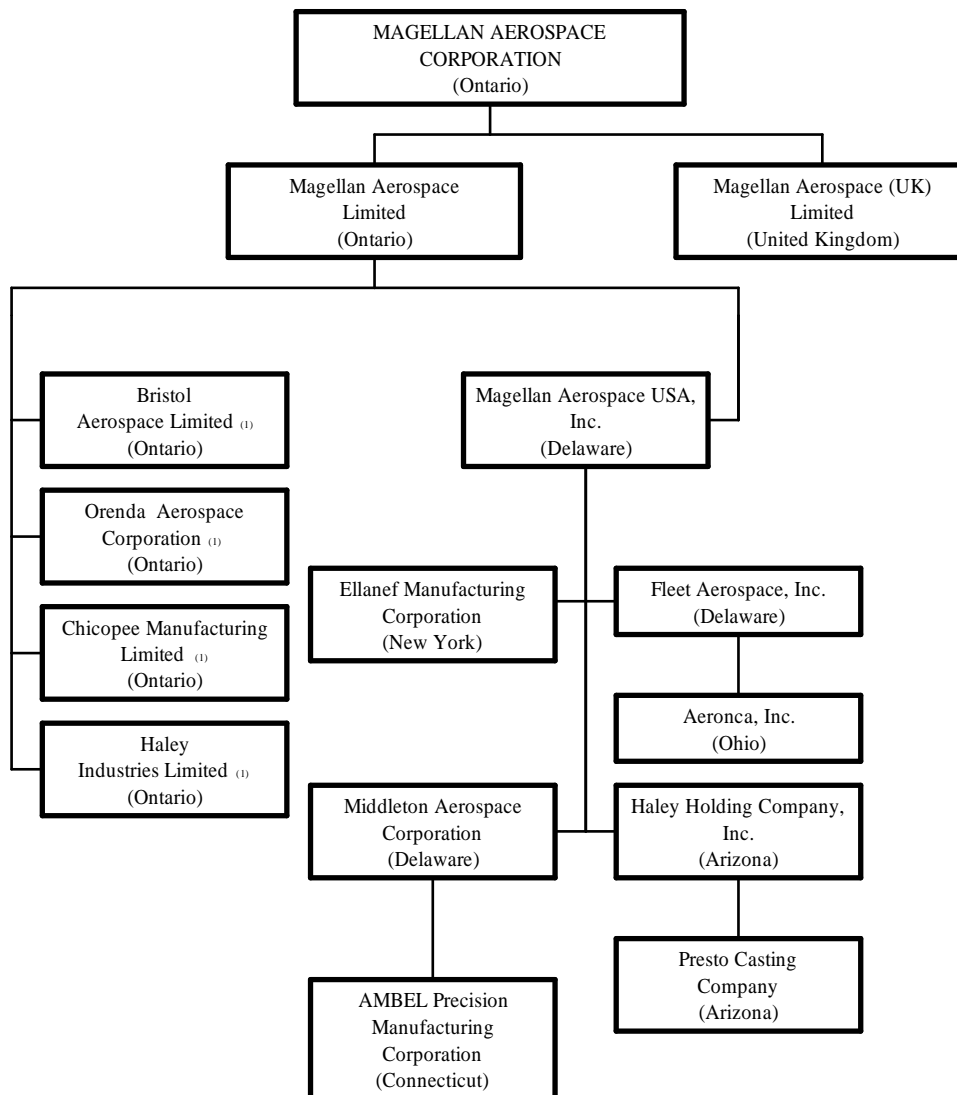 MAGELLAN AEROSPACE
CORPORATION
(Ontario)
Magellan Aerospace
Limited
(Ontario)
Magellan Aerospace (UK)
Limited
(United Kingdom)
Bristol
Aerospace Limited (1)
(Ontario)
Magellan Aerospace USA,
Inc.
(Delaware)
Orenda Aerospace
Corporation (1)
(Ontario)
Ellanef Manufacturing
Corporation
(New York)
Fleet Aerospace, Inc.
(Delaware)
Chicopee Manufacturing
Limited (1)
(Ontario)
Aeronca, Inc.
(Ohio)
Haley
Industries Limited (1)
(Ontario)
Middleton Aerospace
Corporation
(Delaware)
Haley Holding Company,
Inc.
(Arizona)
Presto Casting
Company
(Arizona)
AMBEL Precision
Manufacturing
Corporation
(Connecticut)